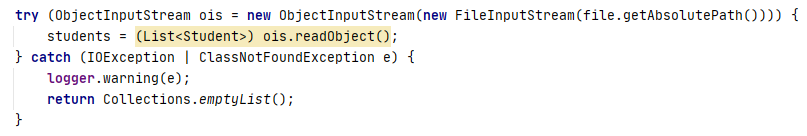 try (ObjectInputStream ois = new ObjectInputStream(new FileInputStream(file.getAbsolutePath()))) {
    students = (List<Student>) ois.readObject();
} catch (IOException | ClassNotFoundException e) {
    logger.warning(e);
    return Collections.emptyList();
}